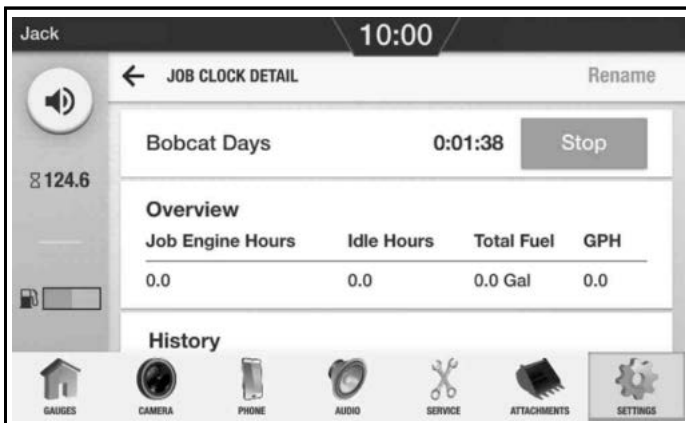 Jack 10:00
← JOB CLOCK DETAIL Rename
Bobcat Days 0:01:38 Stop
124.6
Overview
Job Engine Hours Idle Hours Total Fuel GPH
0.0 0.0 0.0 Gal 0.0
History
GAUGES CAMERA PHONE AUDIO SERVICE ATTACHMENTS SETTINGS